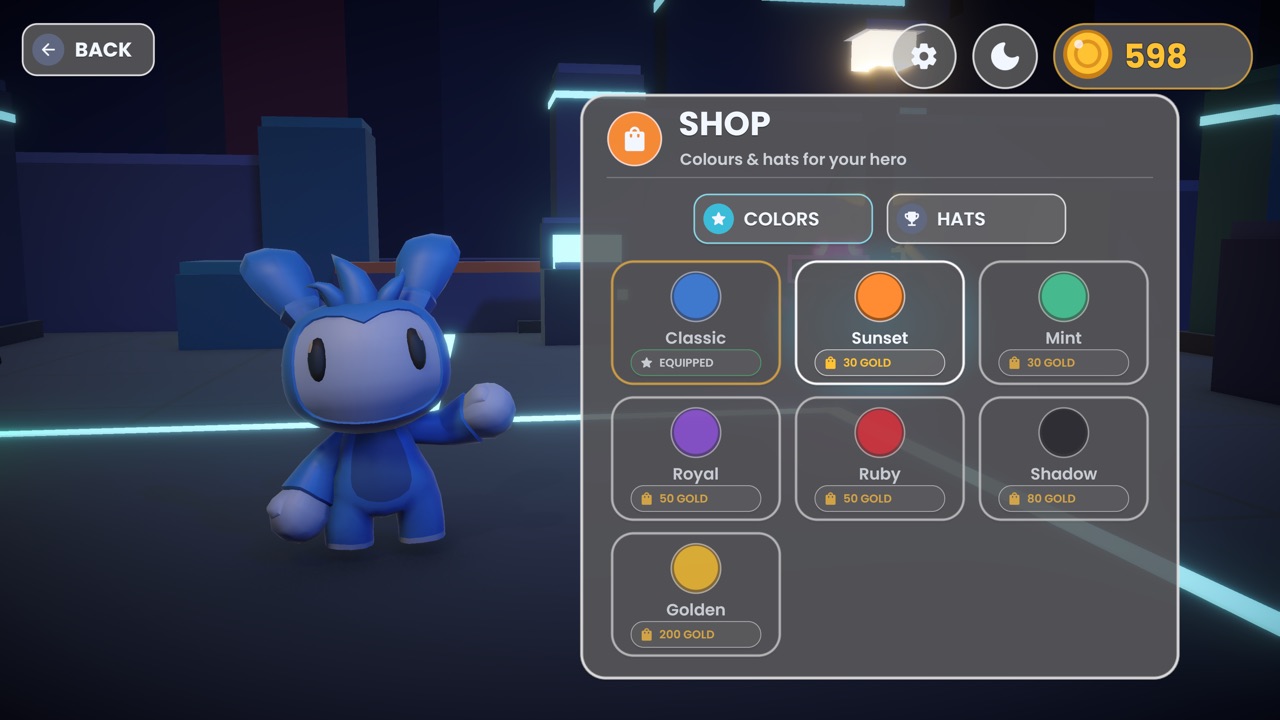 BACK
598
SHOP
Colours & hats for your hero
COLORS
HATS
Classic
EQUIPPED
Sunset
30 GOLD
Mint
30 GOLD
Royal
50 GOLD
Ruby
50 GOLD
Shadow
80 GOLD
Golden
200 GOLD